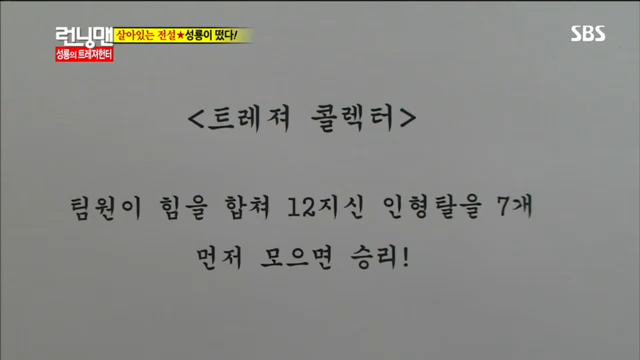 런닝맨 살아있는 전설★성룡이 떴다!
성룡의 트레져헌터
SBS
<트레져 콜렉터>
팀원이 힘을 합쳐 12지신 인형탈을 7개
먼저 모으면 승리!